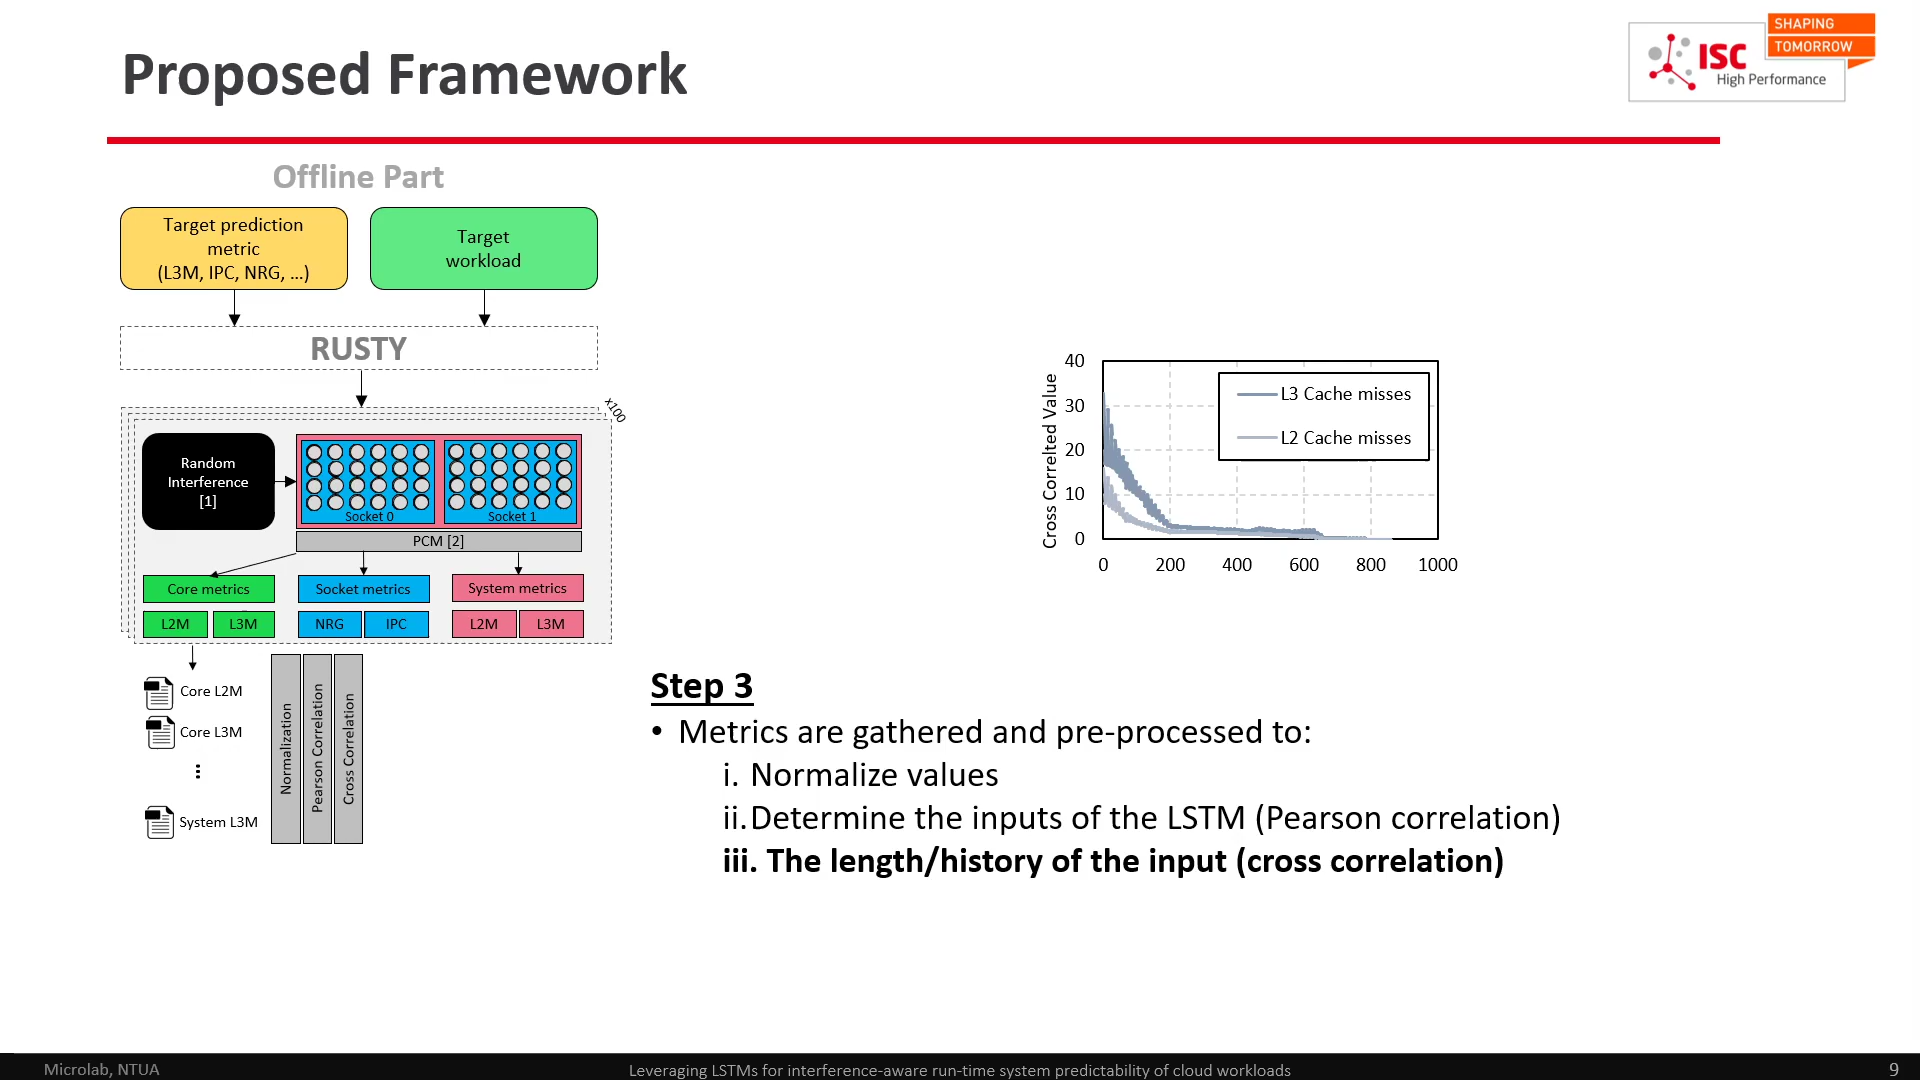 Proposed Framework
SHAPING
TOMORROW
ISC
High Performance
Offline Part
Target prediction
metric
(L3M, IPC, NRG, ...)
Target
workload
RUSTY
x100
Random
Interference
[1]
Socket 0
Socket 1
PCM [2]
Core metrics
Socket metrics
System metrics
L2M
L3M
NRG
IPC
L2M
L3M
Core L2M
Core L3M
System L3M
Normalization
Pearson Correlation
Cross Correlation
Cross Correlted Value
40
30
20
10
0
0
200
400
600
800
1000
L3 Cache misses
L2 Cache misses
Step 3
• Metrics are gathered and pre-processed to:
i. Normalize values
ii. Determine the inputs of the LSTM (Pearson correlation)
iii. The length/history of the input (cross correlation)
Microlab, NTUA
Leveraging LSTMs for interference-aware run-time system predictability of cloud workloads
9